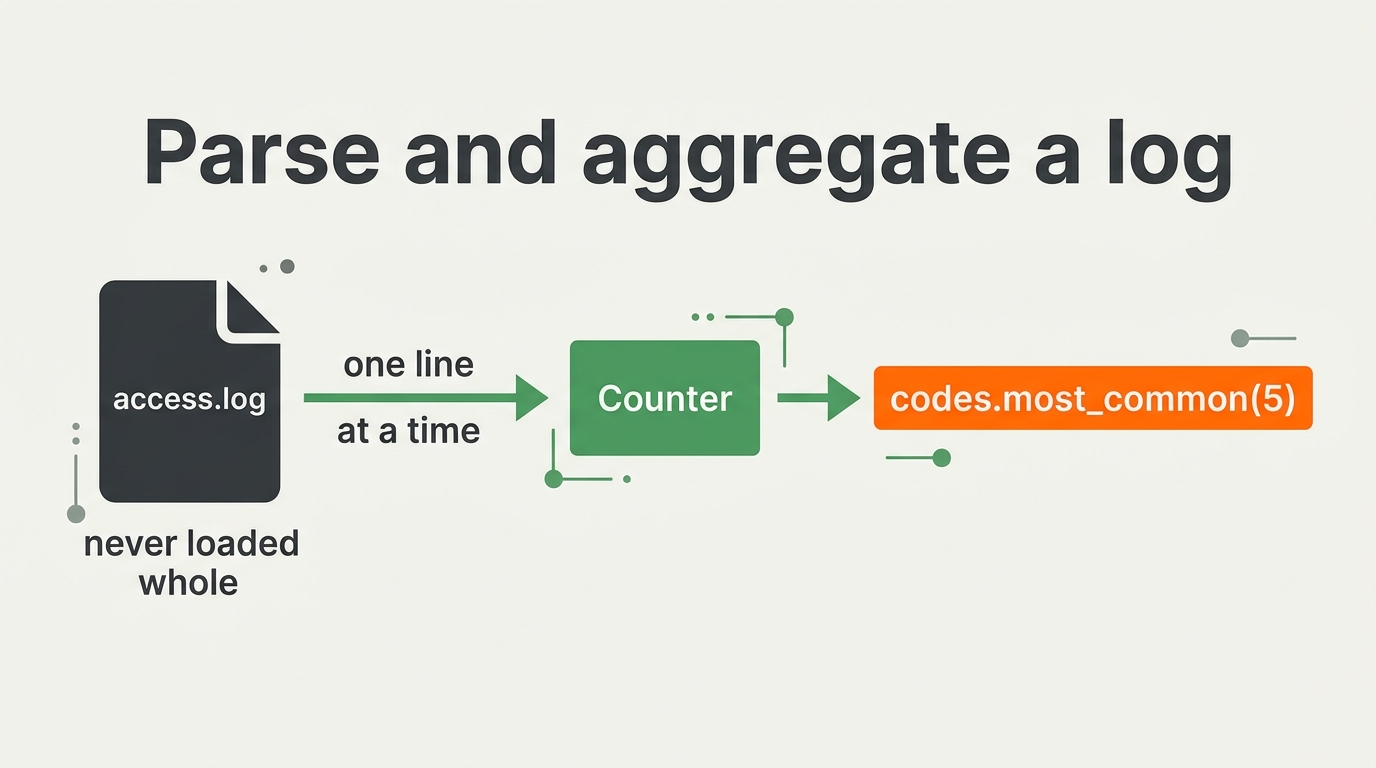 Parse and aggregate a log
access.log
one line
at a time
Counter
codes.most_common(5)
never loaded
whole